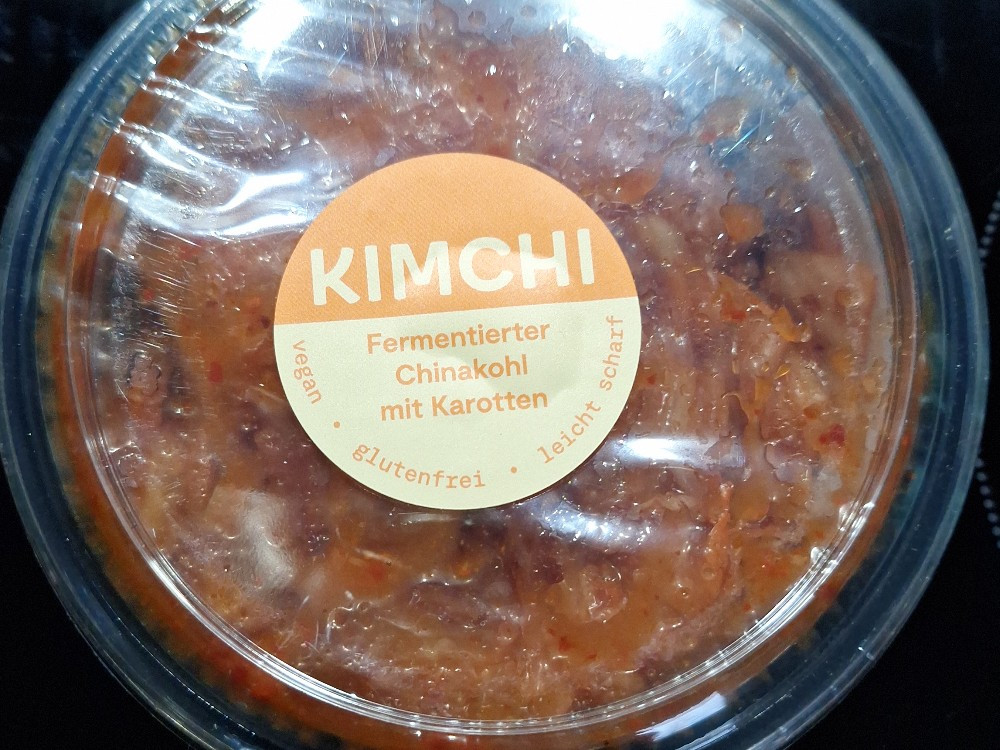 KIMCHI
Fermentierter
Chinakohl
mit Karotten
vegan • glutenfrei • leicht scharf